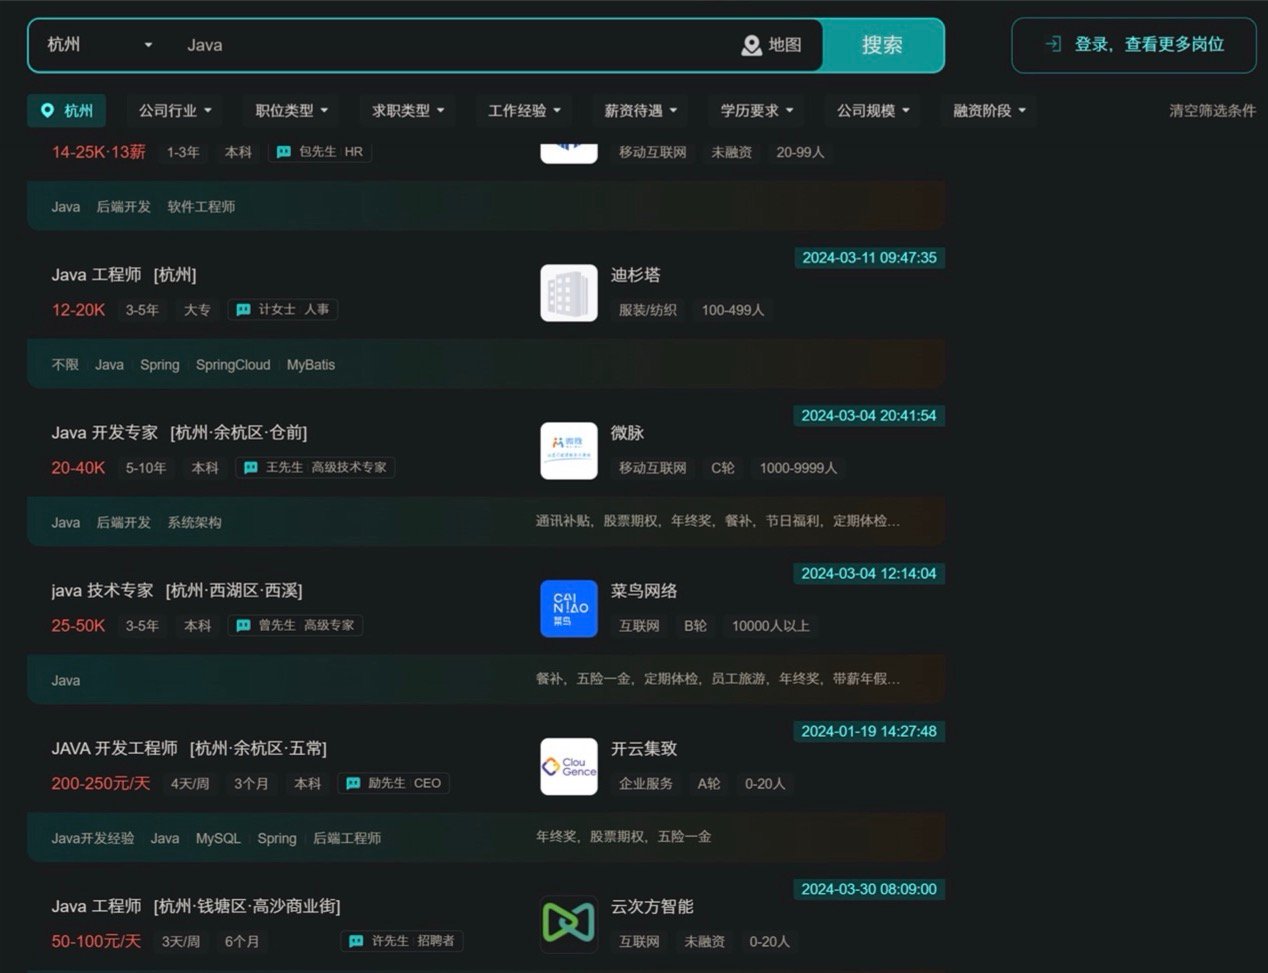 杭州 Java 地图 搜索 登录，查看更多岗位
杭州 公司行业 职位类型 求职类型 工作经验 薪资待遇 学历要求 公司规模 融资阶段 清空筛选条件
14-25K·13薪 1-3年 本科 包先生 HR 移动互联网 未融资 20-99人
Java 后端开发 软件工程师
2024-03-11 09:47:35
Java 工程师 [杭州] 迪杉塔
12-20K 3-5年 大专 计女士 人事 服装/纺织 100-499人
不限 Java Spring SpringCloud MyBatis
2024-03-04 20:41:54
Java 开发专家 [杭州·余杭区·仓前] 微脉
20-40K 5-10年 本科 王先生 高级技术专家 移动互联网 C轮 1000-9999人
Java 后端开发 系统架构 通讯补贴，股票期权，年终奖，餐补，节日福利，定期体检...
2024-03-04 12:14:04
java 技术专家 [杭州·西湖区·西溪] 菜鸟网络
CAI
NIAO
菜鸟
25-50K 3-5年 本科 曾先生 高级专家 互联网 B轮 10000人以上
Java 餐补，五险一金，定期体检，员工旅游，年终奖，带薪年假...
2024-01-19 14:27:48
JAVA 开发工程师 [杭州·余杭区·五常] 开云集致
Clou
Gence
200-250元/天 4天/周 3个月 本科 励先生 CEO 企业服务 A轮 0-20人
Java开发经验 Java MySQL Spring 后端工程师 年终奖，股票期权，五险一金
2024-03-30 08:09:00
Java 工程师 [杭州·钱塘区·高沙商业街] 云次方智能
50-100元/天 3天/周 6个月 许先生 招聘者 互联网 未融资 0-20人